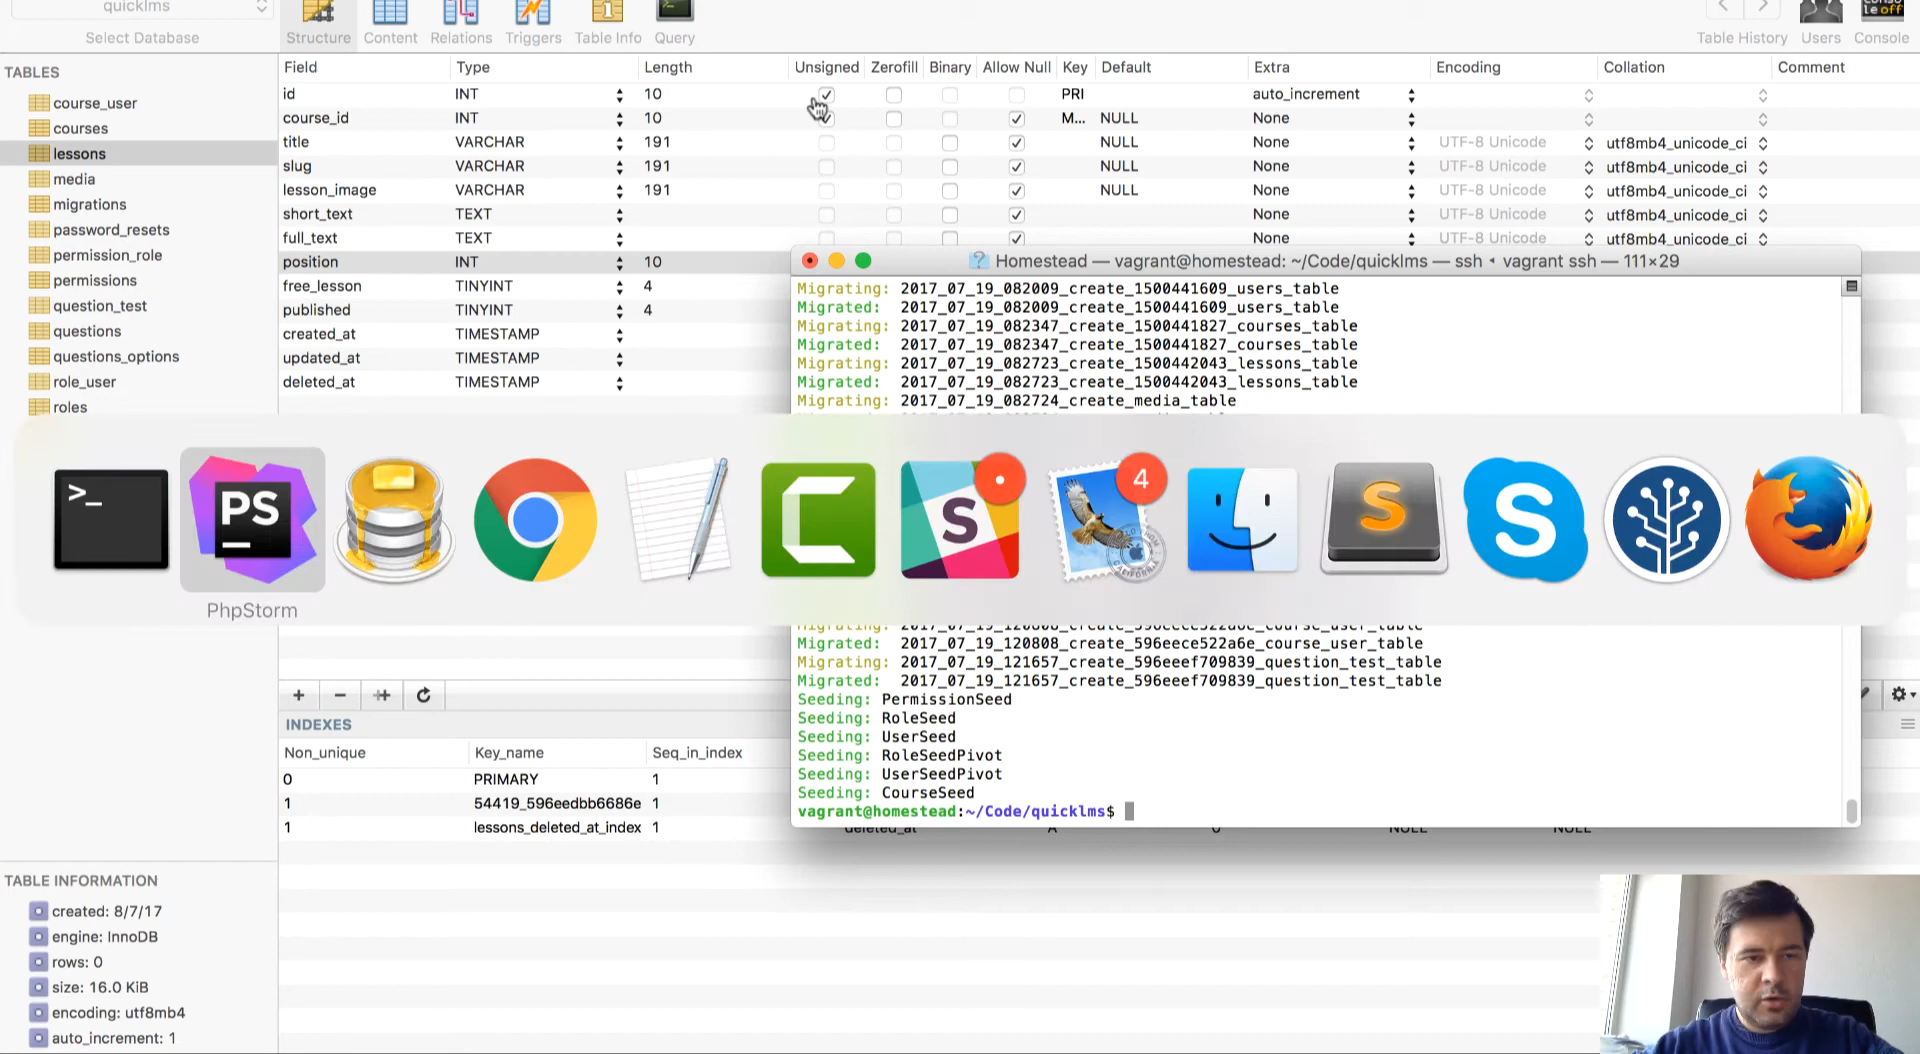 quicklms
Select Database
Structure
Content
Relations
Triggers
Table Info
Query
Table History
Users
Console
le off
TABLES
course_user
courses
lessons
media
migrations
password_resets
permission_role
permissions
question_test
questions
questions_options
role_user
roles
Field Type Length Unsigned Zerofill Binary Allow Null Key Default Extra Encoding Collation Comment
id INT 10 PRI auto_increment
course_id INT 10 M... NULL None
title VARCHAR 191 NULL None UTF-8 Unicode utf8mb4_unicode_ci
slug VARCHAR 191 NULL None UTF-8 Unicode utf8mb4_unicode_ci
lesson_image VARCHAR 191 NULL None UTF-8 Unicode utf8mb4_unicode_ci
short_text TEXT None UTF-8 Unicode utf8mb4_unicode_ci
full_text TEXT None UTF-8 Unicode utf8mb4_unicode_ci
position INT 10
free_lesson TINYINT 4
published TINYINT 4
created_at TIMESTAMP
updated_at TIMESTAMP
deleted_at TIMESTAMP
Homestead — vagrant@homestead: ~/Code/quicklms — ssh ‹ vagrant ssh — 111×29
Migrating: 2017_07_19_082009_create_1500441609_users_table
Migrated: 2017_07_19_082009_create_1500441609_users_table
Migrating: 2017_07_19_082347_create_1500441827_courses_table
Migrated: 2017_07_19_082347_create_1500441827_courses_table
Migrating: 2017_07_19_082723_create_1500442043_lessons_table
Migrated: 2017_07_19_082723_create_1500442043_lessons_table
Migrating: 2017_07_19_082724_create_media_table
>_
PS
S
4
S
S
PhpStorm
Migrating: 2017_07_19_120808_create_596eece522a6e_course_user_table
Migrated: 2017_07_19_120808_create_596eece522a6e_course_user_table
Migrating: 2017_07_19_121657_create_596eeef709839_question_test_table
Migrated: 2017_07_19_121657_create_596eeef709839_question_test_table
Seeding: PermissionSeed
Seeding: RoleSeed
Seeding: UserSeed
Seeding: RoleSeedPivot
Seeding: UserSeedPivot
Seeding: CourseSeed
vagrant@homestead:~/Code/quicklms$
INDEXES
Non_unique Key_name Seq_in_index
0 PRIMARY 1
1 54419_596eedbb6686e 1
1 lessons_deleted_at_index 1 deleted_at A 0 NULL NULL
TABLE INFORMATION
created: 8/7/17
engine: InnoDB
rows: 0
size: 16.0 KiB
encoding: utf8mb4
auto_increment: 1